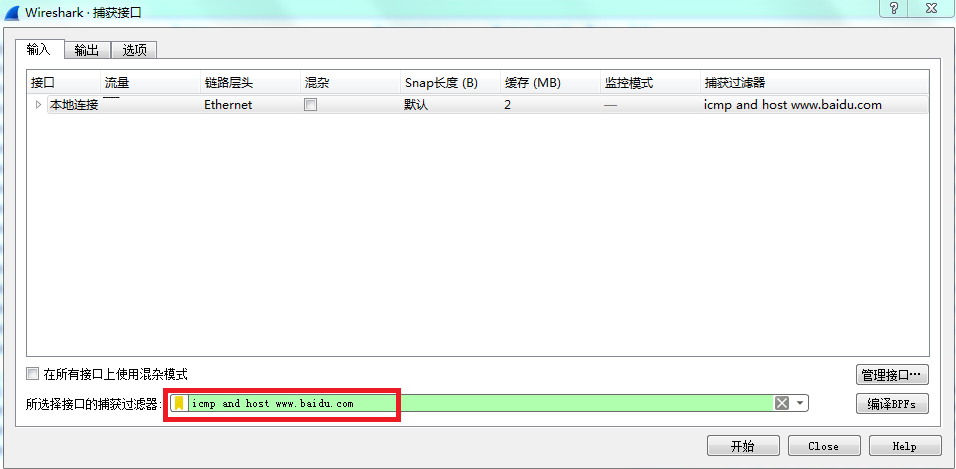 Wireshark · 捕获接口
输入 输出 选项
接口 流量 链路层头 混杂 Snap长度 (B) 缓存 (MB) 监控模式 捕获过滤器
本地连接 Ethernet 默认 2 — icmp and host www.baidu.com
在所有接口上使用混杂模式 管理接口…
所选择接口的捕获过滤器: icmp and host www.baidu.com 编译BPFs
开始 Close Help